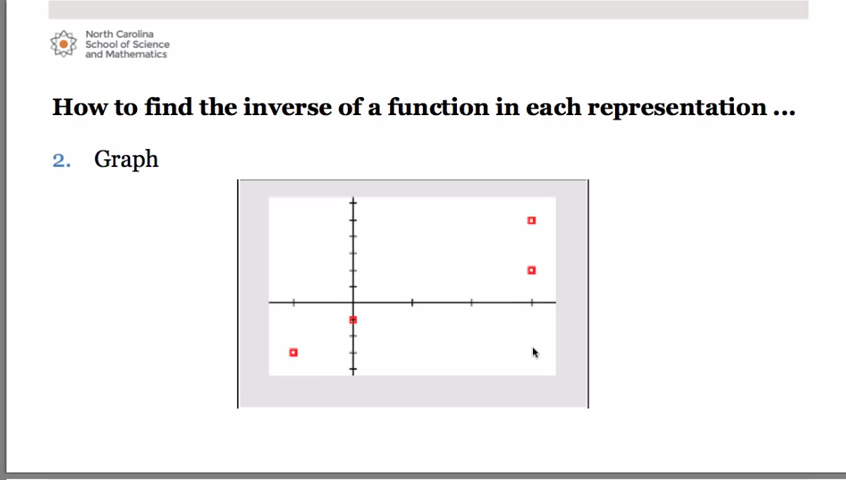 North Carolina
School of Science
and Mathematics
How to find the inverse of a function in each representation ...
2. Graph